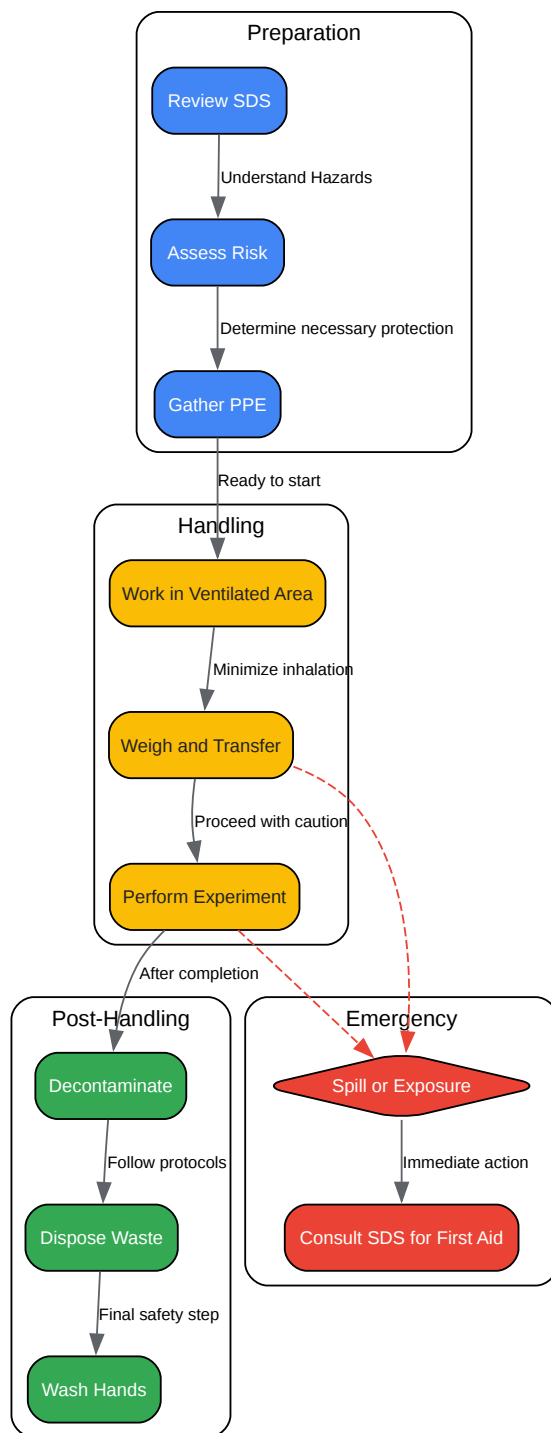 Preparation
Review SDS
Understand Hazards
Assess Risk
Determine necessary protection
Gather PPE
Ready to start
Handling
Work in Ventilated Area
Minimize inhalation
Weigh and Transfer
Proceed with caution
Perform Experiment
After completion
Post-Handling
Decontaminate
Follow protocols
Dispose Waste
Final safety step
Wash Hands
Emergency
Spill or Exposure
Immediate action
Consult SDS for First Aid